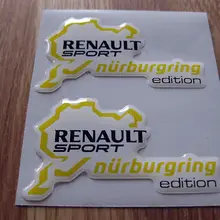 RENAULT
SPORT
nürburgring
edition
RENAULT
SPORT
nürburgring
edition